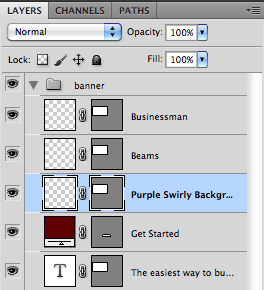 LAYERS CHANNELS PATHS
Normal Opacity: 100%
Lock: Fill: 100%
banner
Businessman
Beams
Purple Swirly Backgr...
Get Started
T The easiest way to bu...